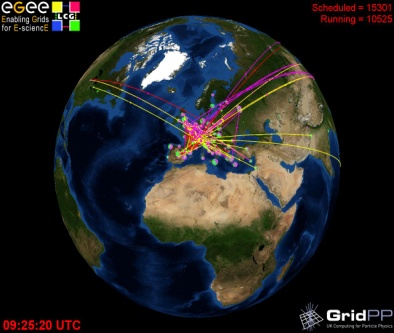 eGee
Enabling Grids
for E-sciencE
LCG
Scheduled = 15301
Running = 10525
09:25:20 UTC
GridPP
UK Computing for Particle Physics